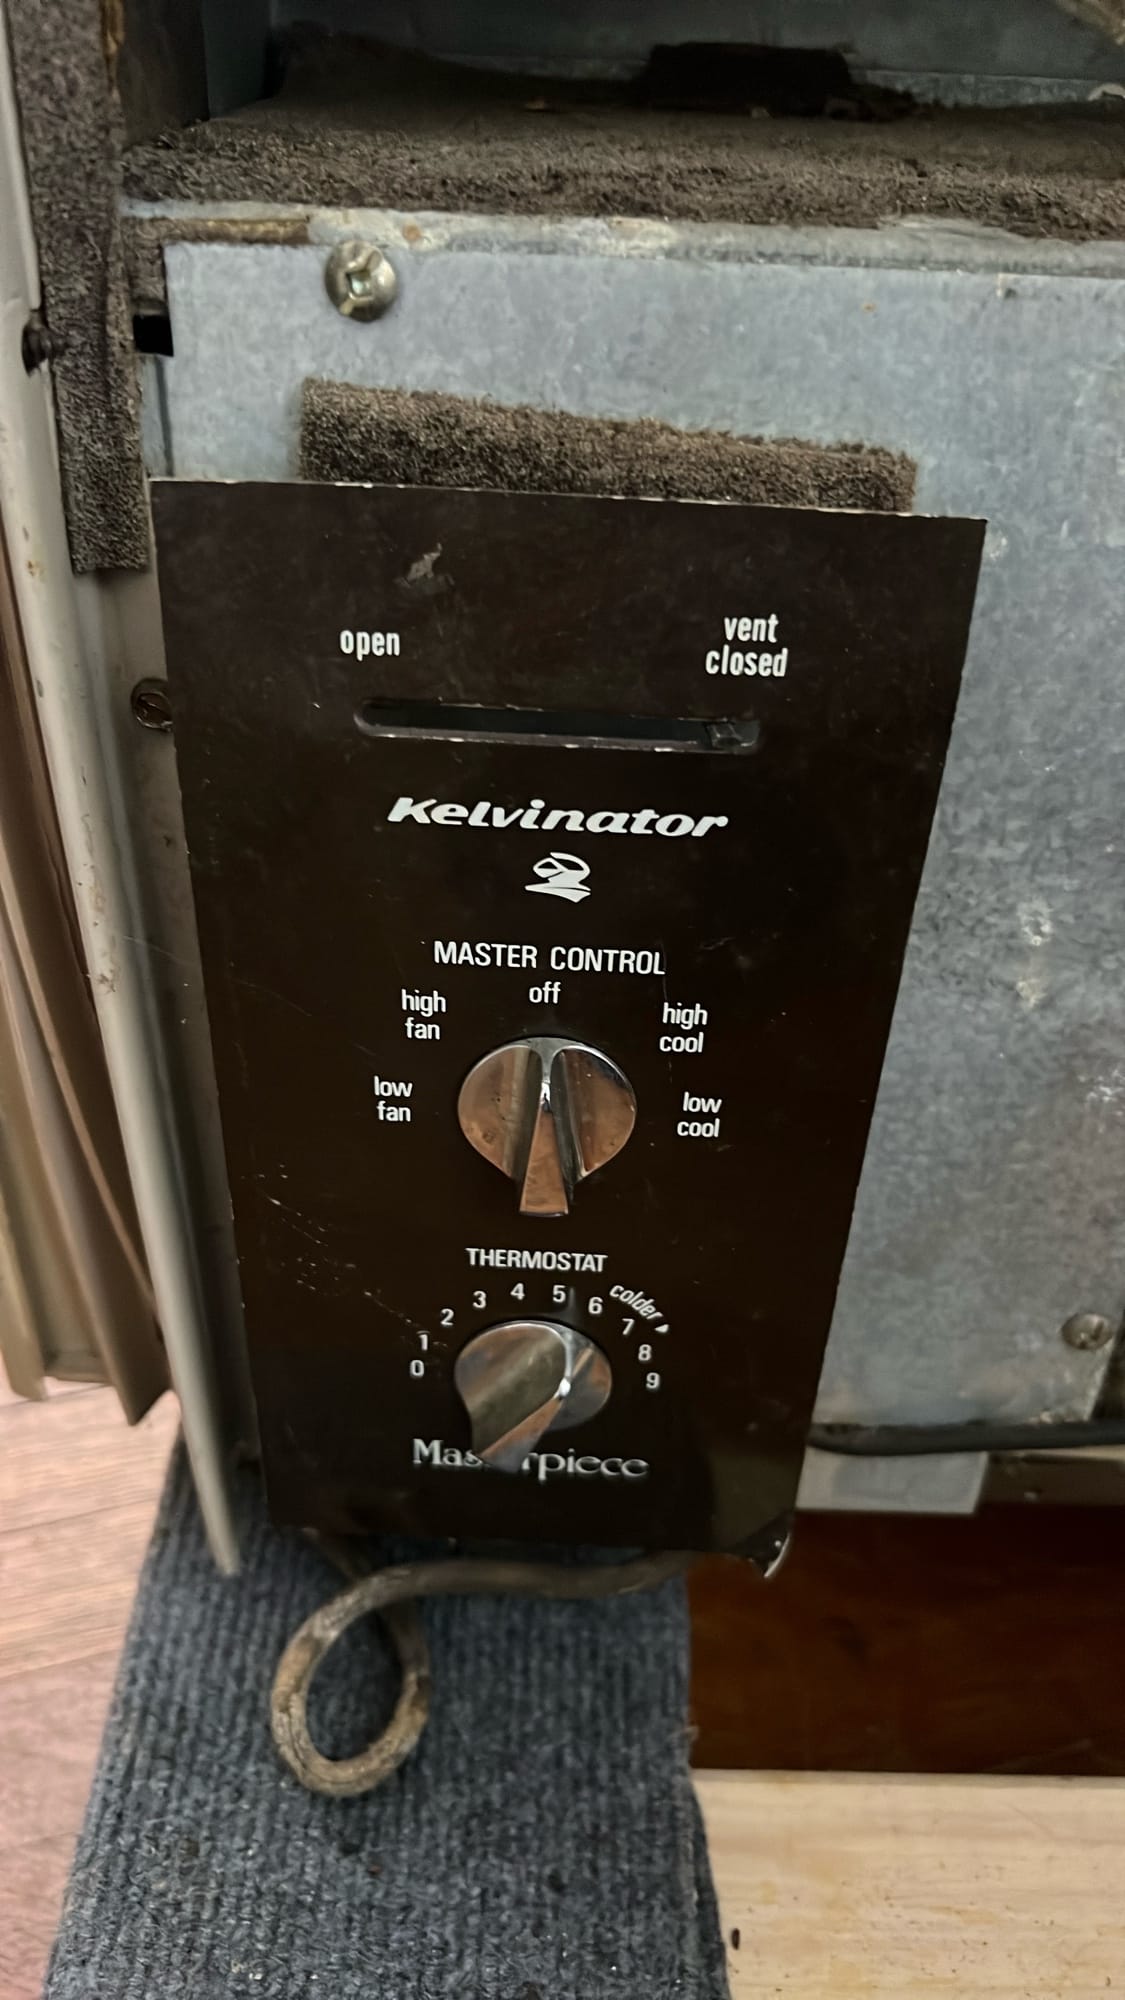 open
vent
closed
Kelvinator
MASTER CONTROL
off
high
fan
high
cool
low
fan
low
cool
THERMOSTAT
0 1 2 3 4 5 6 7 8 9
colder